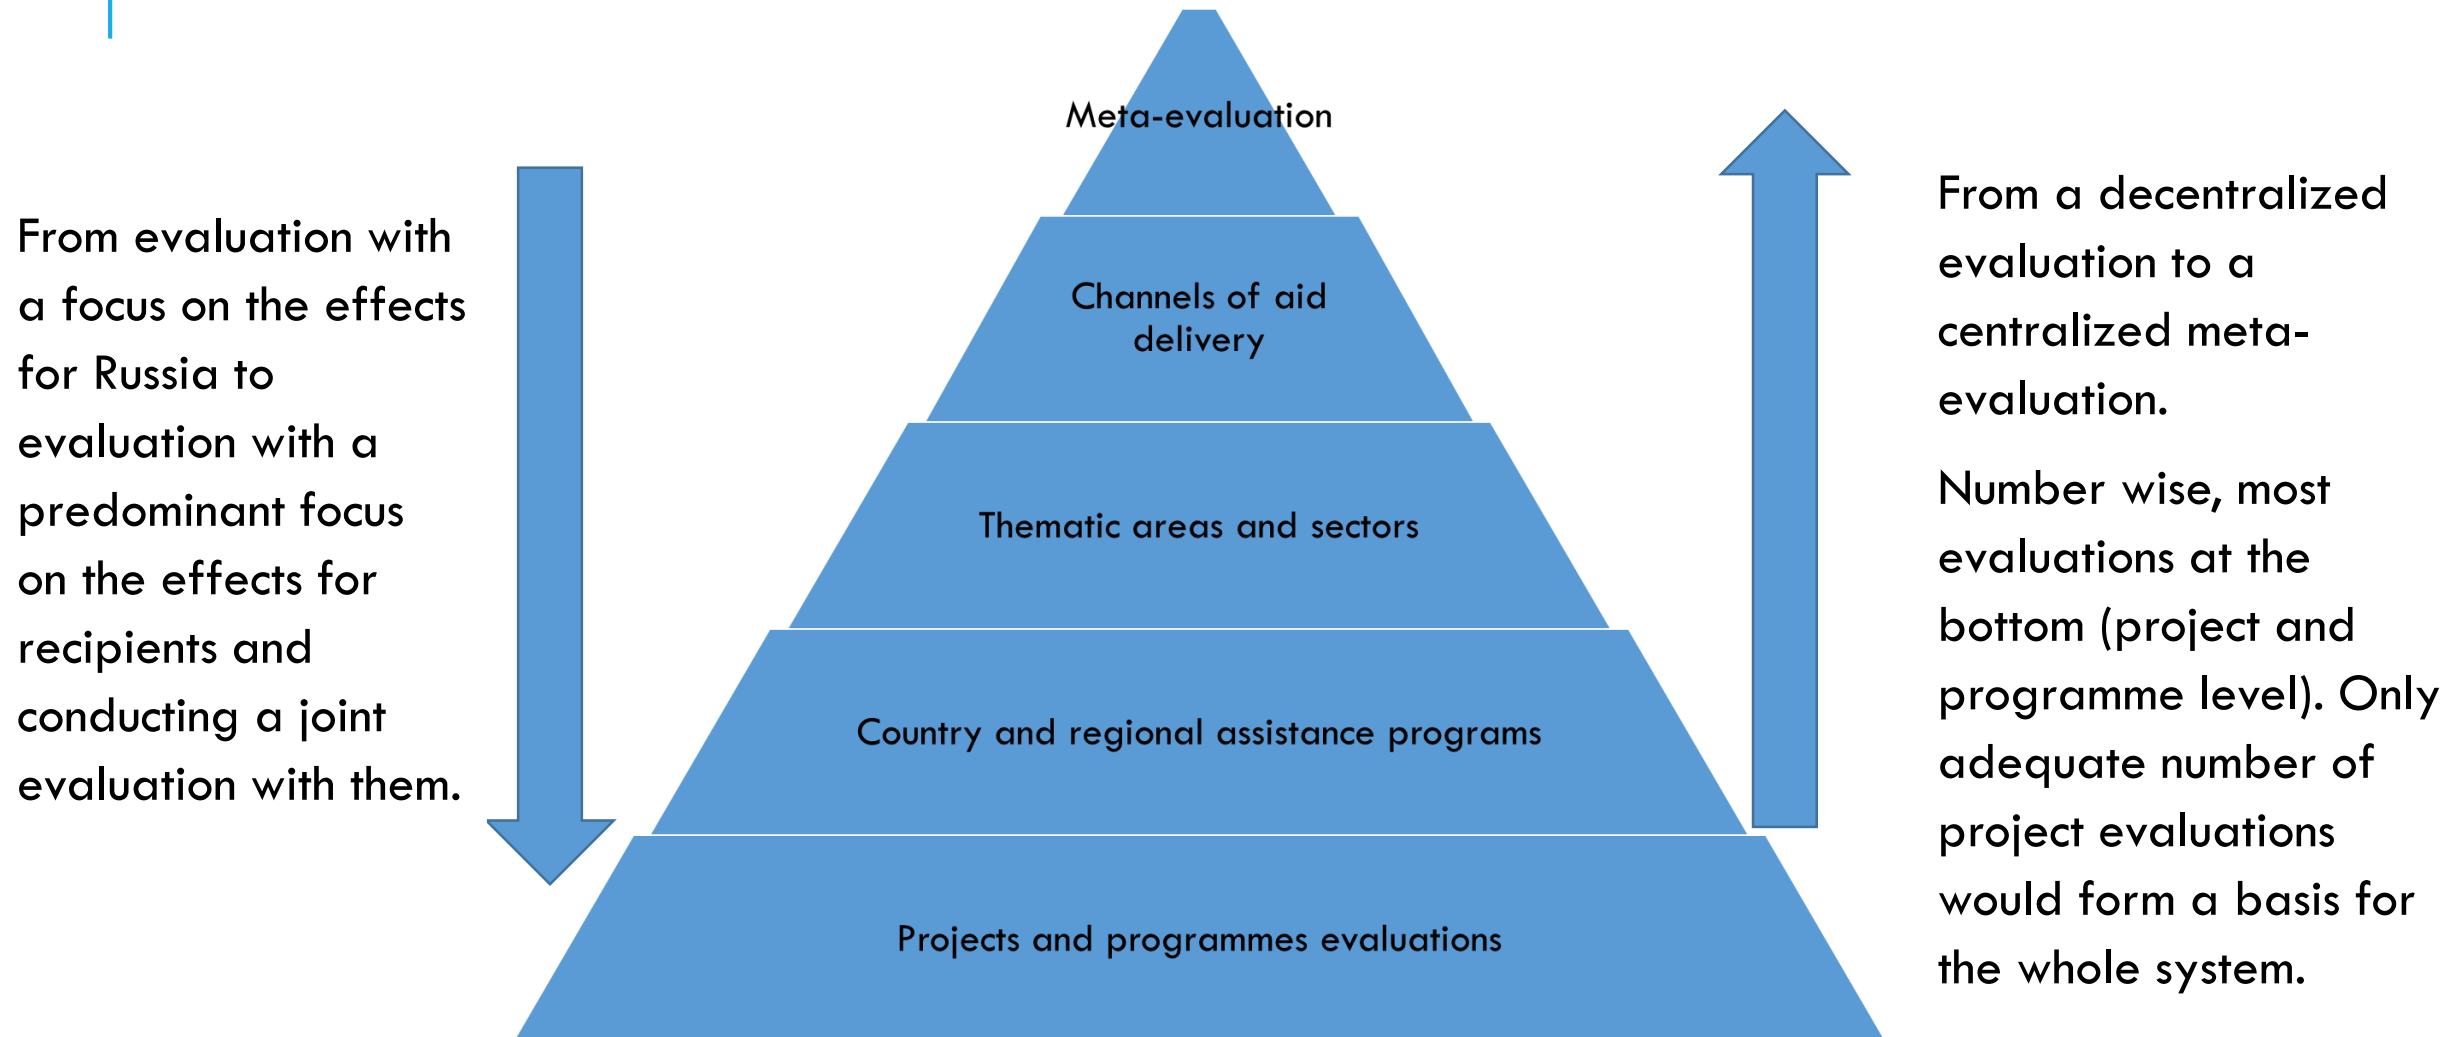 From evaluation with
a focus on the effects
for Russia to
evaluation with a
predominant focus
on the effects for
recipients and
conducting a joint
evaluation with them.
Meta-evaluation
Channels of aid
delivery
Thematic areas and sectors
Country and regional assistance programs
Projects and programmes evaluations
From a decentralized
evaluation to a
centralized meta-
evaluation.
Number wise, most
evaluations at the
bottom (project and
programme level). Only
adequate number of
project evaluations
would form a basis for
the whole system.